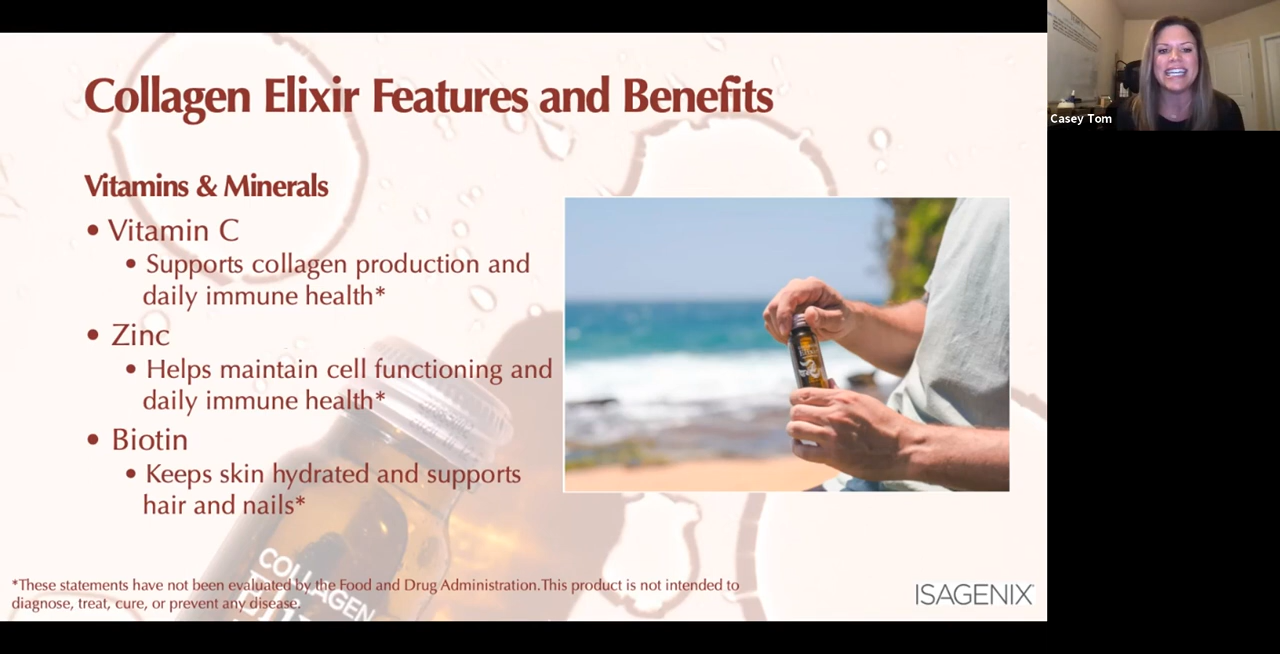 Collagen Elixir Features and Benefits
Vitamins & Minerals
• Vitamin C
• Supports collagen production and
daily immune health*
• Zinc
• Helps maintain cell functioning and
daily immune health*
• Biotin
• Keeps skin hydrated and supports
hair and nails*
COLLAGEN
*These statements have not been evaluated by the Food and Drug Administration.This product is not intended to
diagnose, treat, cure, or prevent any disease.
ISAGENIX
Casey Tom